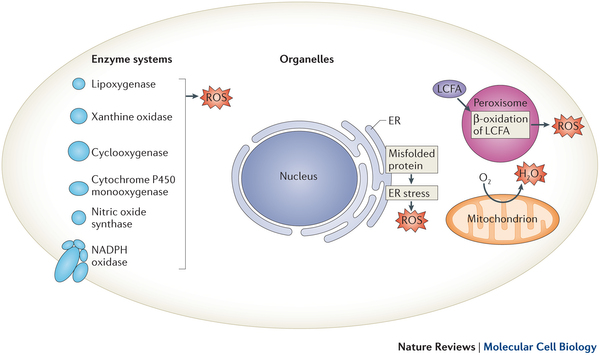 Enzyme systems
Lipoxygenase
Xanthine oxidase
Cyclooxygenase
Cytochrome P450
monooxygenase
Nitric oxide
synthase
NADPH
oxidase
ROS
Organelles
Nucleus
ER
Misfolded
protein
ER stress
ROS
LCFA
Peroxisome
β-oxidation
of LCFA
ROS
O₂
H₂O
Mitochondrion
Nature Reviews | Molecular Cell Biology